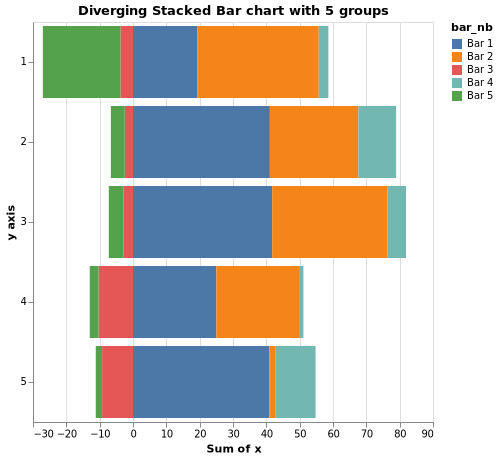 Diverging Stacked Bar chart with 5 groups
bar_nb
Bar 1
Bar 2
Bar 3
Bar 4
Bar 5
y axis
1
2
3
4
5
−30 −20 −10 0 10 20 30 40 50 60 70 80 90
Sum of x